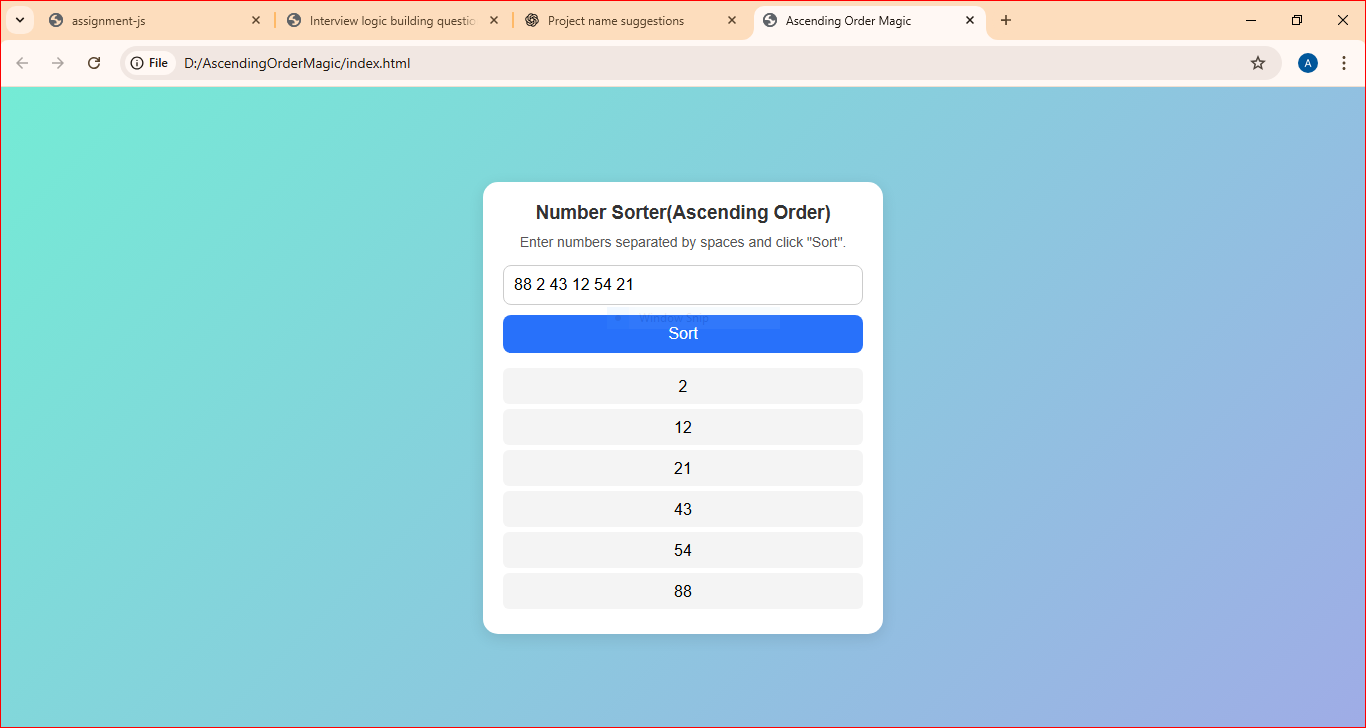 assignment-js
Interview logic building questio
Project name suggestions
Ascending Order Magic
File
D:/AscendingOrderMagic/index.html
A
Number Sorter(Ascending Order)
Enter numbers separated by spaces and click "Sort".
88 2 43 12 54 21
Window Snip
Sort
2
12
21
43
54
88